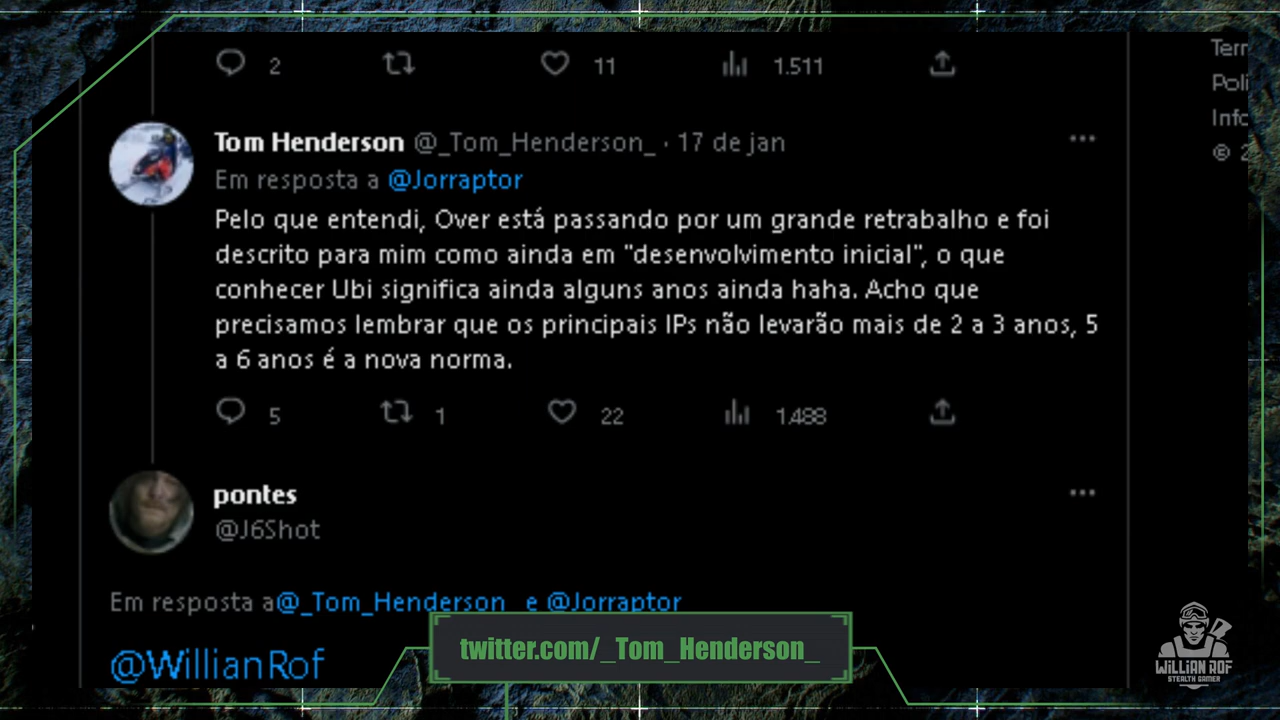 2 11 1.511
Tom Henderson @_Tom_Henderson_ · 17 de jan
Em resposta a @Jorraptor
Pelo que entendi, Over está passando por um grande retrabalho e foi
descrito para mim como ainda em "desenvolvimento inicial", o que
conhecer Ubi significa ainda alguns anos ainda haha. Acho que
precisamos lembrar que os principais IPs não levarão mais de 2 a 3 anos, 5
a 6 anos é a nova norma.
5 1 22 1.488
pontes
@J6Shot
Em resposta a@_Tom_Henderson_ e @Jorraptor
@WillianRof
twitter.com/_Tom_Henderson_
Terr
Polí
Info
© 2
WILLIAN ROF
STEALTH GAMER